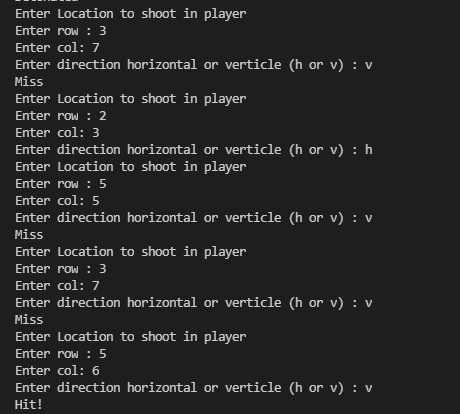 Enter Location to shoot in player
Enter row : 3
Enter col: 7
Enter direction horizontal or verticle (h or v) : v
Miss
Enter Location to shoot in player
Enter row : 2
Enter col: 3
Enter direction horizontal or verticle (h or v) : h
Enter Location to shoot in player
Enter row : 5
Enter col: 5
Enter direction horizontal or verticle (h or v) : v
Miss
Enter Location to shoot in player
Enter row : 3
Enter col: 7
Enter direction horizontal or verticle (h or v) : v
Miss
Enter Location to shoot in player
Enter row : 5
Enter col: 6
Enter direction horizontal or verticle (h or v) : v
Hit!